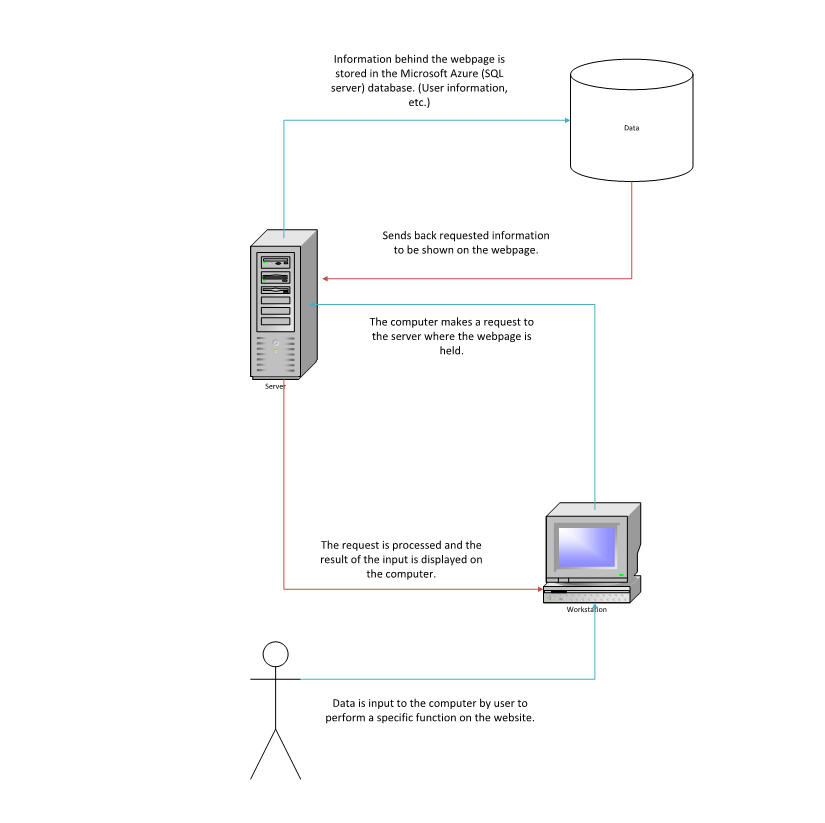 Information behind the webpage is
stored in the Microsoft Azure (SQL
server) database. (User information,
etc.)
Data
Sends back requested information
to be shown on the webpage.
The computer makes a request to
the server where the webpage is
held.
Server
The request is processed and the
result of the input is displayed on
the computer.
Workstation
Data is input to the computer by user to
perform a specific function on the website.